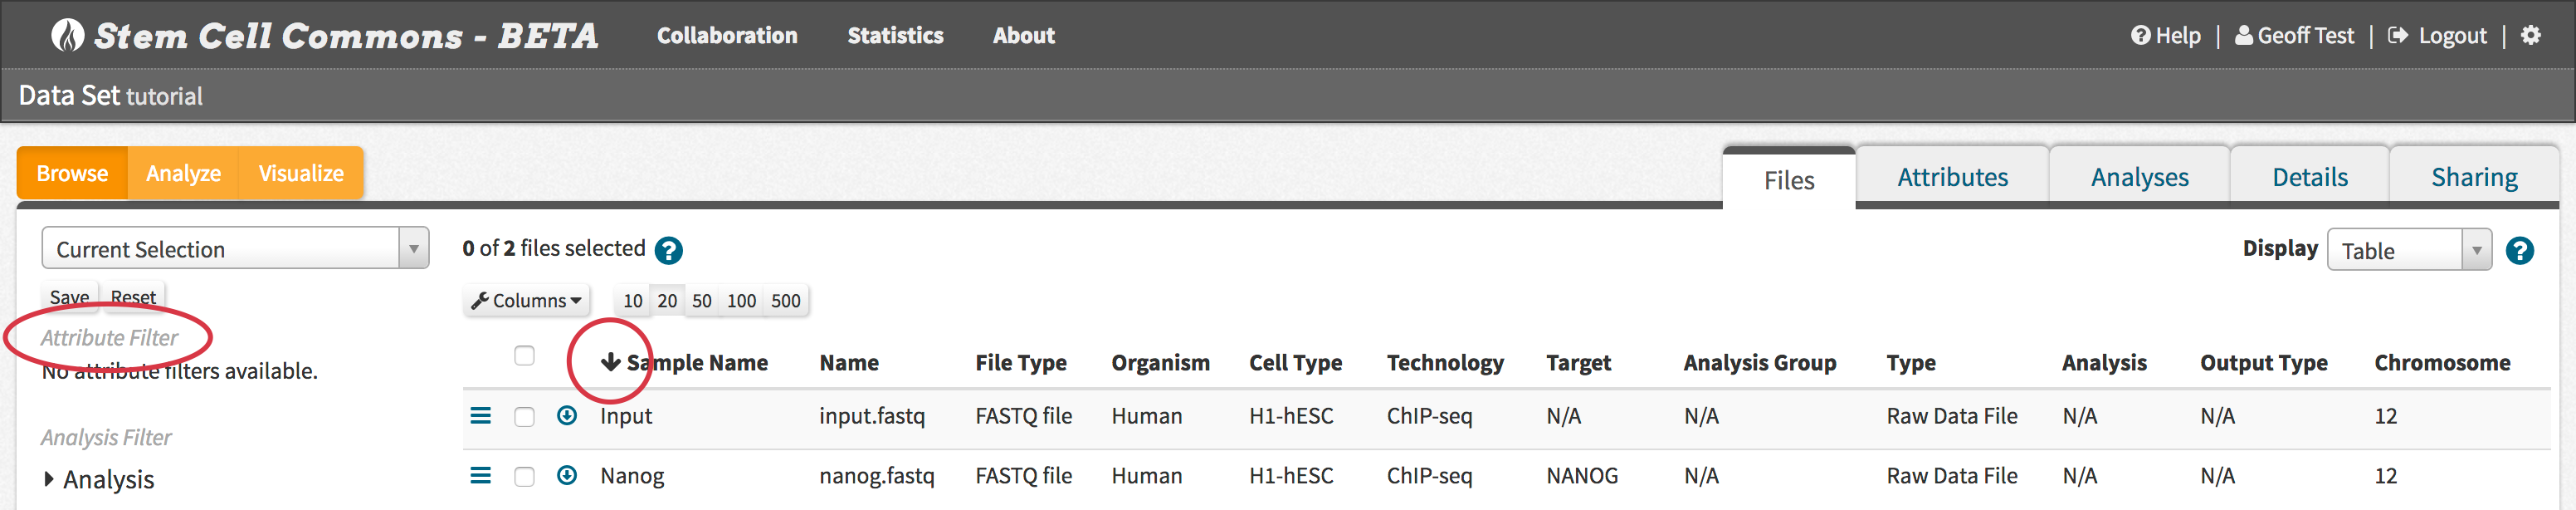 Stem Cell Commons - BETA Collaboration Statistics About Help | Geoff Test | Logout |
Data Set tutorial
Browse Analyze Visualize Files Attributes Analyses Details Sharing
Current Selection 0 of 2 files selected ? Display Table ?
Save Reset Columns 10 20 50 100 500
Attribute Filter
No attribute filters available.
Sample Name Name File Type Organism Cell Type Technology Target Analysis Group Type Analysis Output Type Chromosome
Input input.fastq FASTQ file Human H1-hESC ChIP-seq N/A N/A Raw Data File N/A N/A 12
Analysis Filter
Analysis
Nanog nanog.fastq FASTQ file Human H1-hESC ChIP-seq NANOG N/A Raw Data File N/A N/A 12